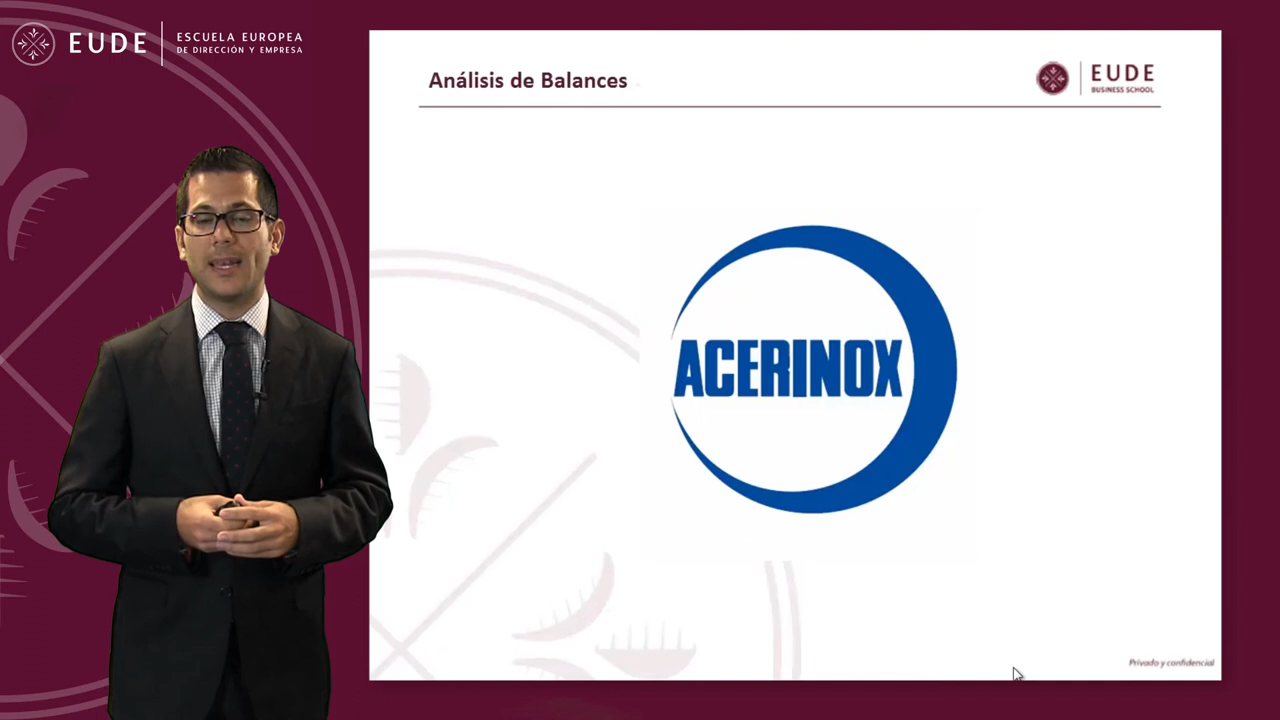 EUDE
ESCUELA EUROPEA
DE DIRECCIÓN Y EMPRESA
Análisis de Balances
EUDE
BUSINESS SCHOOL
ACERINOX
Privado y confidencial